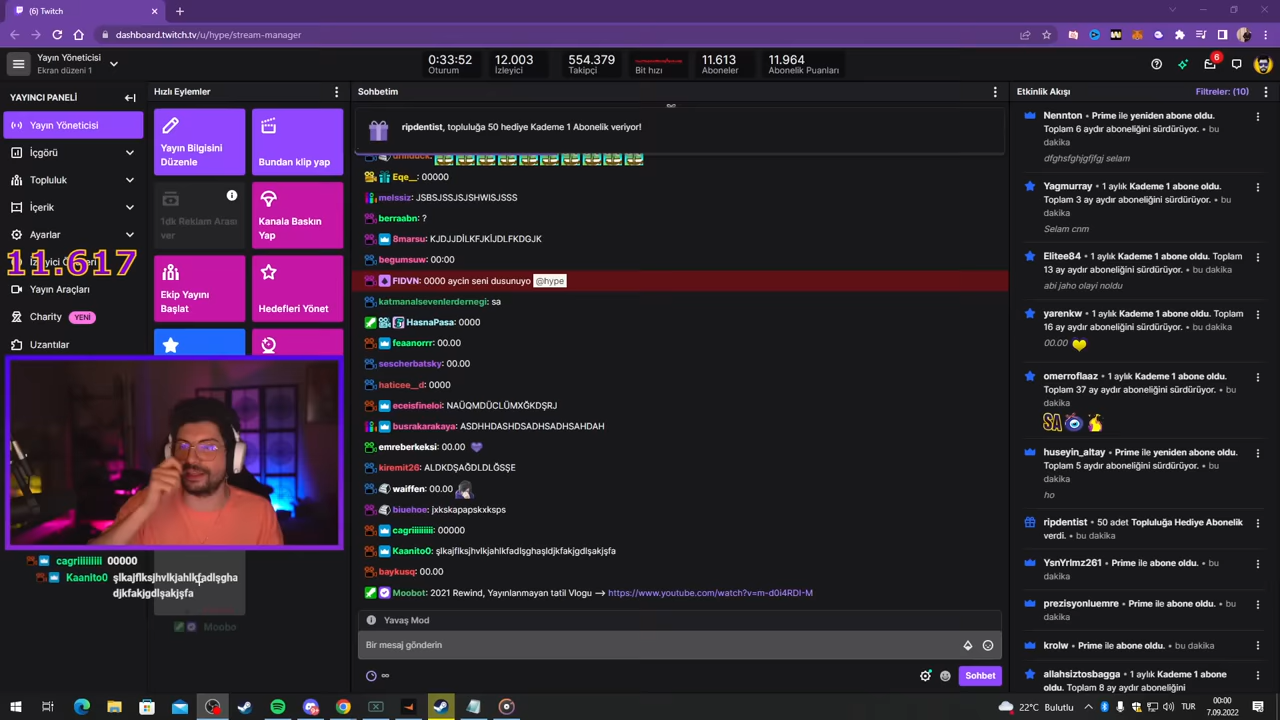 (6) Twitch
dashboard.twitch.tv/u/hype/stream-manager
Yayın Yöneticisi
Ekran düzeni 1
0:33:52
Oturum
12.003
İzleyici
554.379
Takipçi
Bit hızı
11.613
Aboneler
11.964
Abonelik Puanları
6
YAYINCI PANELİ
Yayın Yöneticisi
İçgörü
Topluluk
İçerik
Ayarlar
11.617
Yayın Araçları
Charity YENİ
Uzantılar
Hızlı Eylemler
Yayın Bilgisini
Düzenle
Bundan klip yap
1dk Reklam Arası
ver
Kanala Baskın
Yap
Ekip Yayını
Başlat
Hedefleri Yönet
cagriiiiiiiii 00000
Kaanito0 şlkajflksjhvlkjahlkfadlşgha
djkfakjgdlşakjsfa
Moobo
Sohbetim
ripdentist, topluluğa 50 hediye Kademe 1 Abonelik veriyor!
Eqe__: 00000
melssiz: JSBSJSSJSJSHWISJSSS
berraabn: ?
8marsu: KJDJJDİLKFJKİJDLFKDGJK
begumsuw: 00:00
FIDVN: 0000 aycin seni dusunuyo @hype
katmanalsevenlerdernegi: sa
HasnaPasa: 0000
feaanorrr: 00.00
sescherbatsky: 00.00
haticee__d: 0000
eceisfineloi: NAÜQMDÜCLÜMXĞKDŞRJ
busrakarakaya: ASDHHDASHDSADHSADHSAHDAH
emreberkeksi: 00.00
kiremit26: ALDKDŞAĞDLDLĞSŞE
waiffen: 00.00
biuehoe: jxkskapapskxksps
cagriiiiiiiii: 00000
Kaanito0: şlkajflksjhvlkjahlkfadlşghaşldjkfakjgdlşakjsfa
baykusq: 00.00
Moobot: 2021 Rewind, Yayınlanmayan tatil Vlogu --> https://www.youtube.com/watch?v=m-d0i4RDI-M
Yavaş Mod
Bir mesaj gönderin
Sohbet
Etkinlik Akışı
Filtreler: (10)
Nennton • Prime ile yeniden abone oldu.
Toplam 6 ay aboneliğini sürdürüyor. • bu
dakika
dfghsfghjgfjfgj selam
Yagmurray • 1 aylık Kademe 1 abone oldu.
Toplam 3 ay aboneliğini sürdürüyor. • bu
dakika
Selam cnm
Elitee84 • 1 aylık Kademe 1 abone oldu. Toplam
13 ay aboneliğini sürdürüyor. • bu dakika
abi jaho olayi noldu
yarenkw • 1 aylık Kademe 1 abone oldu. Toplam
16 ay aboneliğini sürdürüyor. • bu dakika
00.00
omerroflaaz • 1 aylık Kademe 1 abone oldu.
Toplam 37 ay aboneliğini sürdürüyor. • bu
dakika
SA
huseyin_altay • Prime ile yeniden abone oldu.
Toplam 5 ay aboneliğini sürdürüyor. • bu
dakika
ho
ripdentist • 50 adet Topluluğa Hediye Abonelik
verdi. • bu dakika
YsnYrlmz261 • Prime ile abone oldu. • bu
dakika
prezisyonluemre • Prime ile abone oldu. • bu
dakika
krolw • Prime ile abone oldu. • bu dakika
allahsiztosbagga • 1 aylık Kademe 1 abone
oldu. Toplam 8 ay aboneliğini sürdürüyor.
22°C Bulutlu
TUR
00:00
7.09.2022